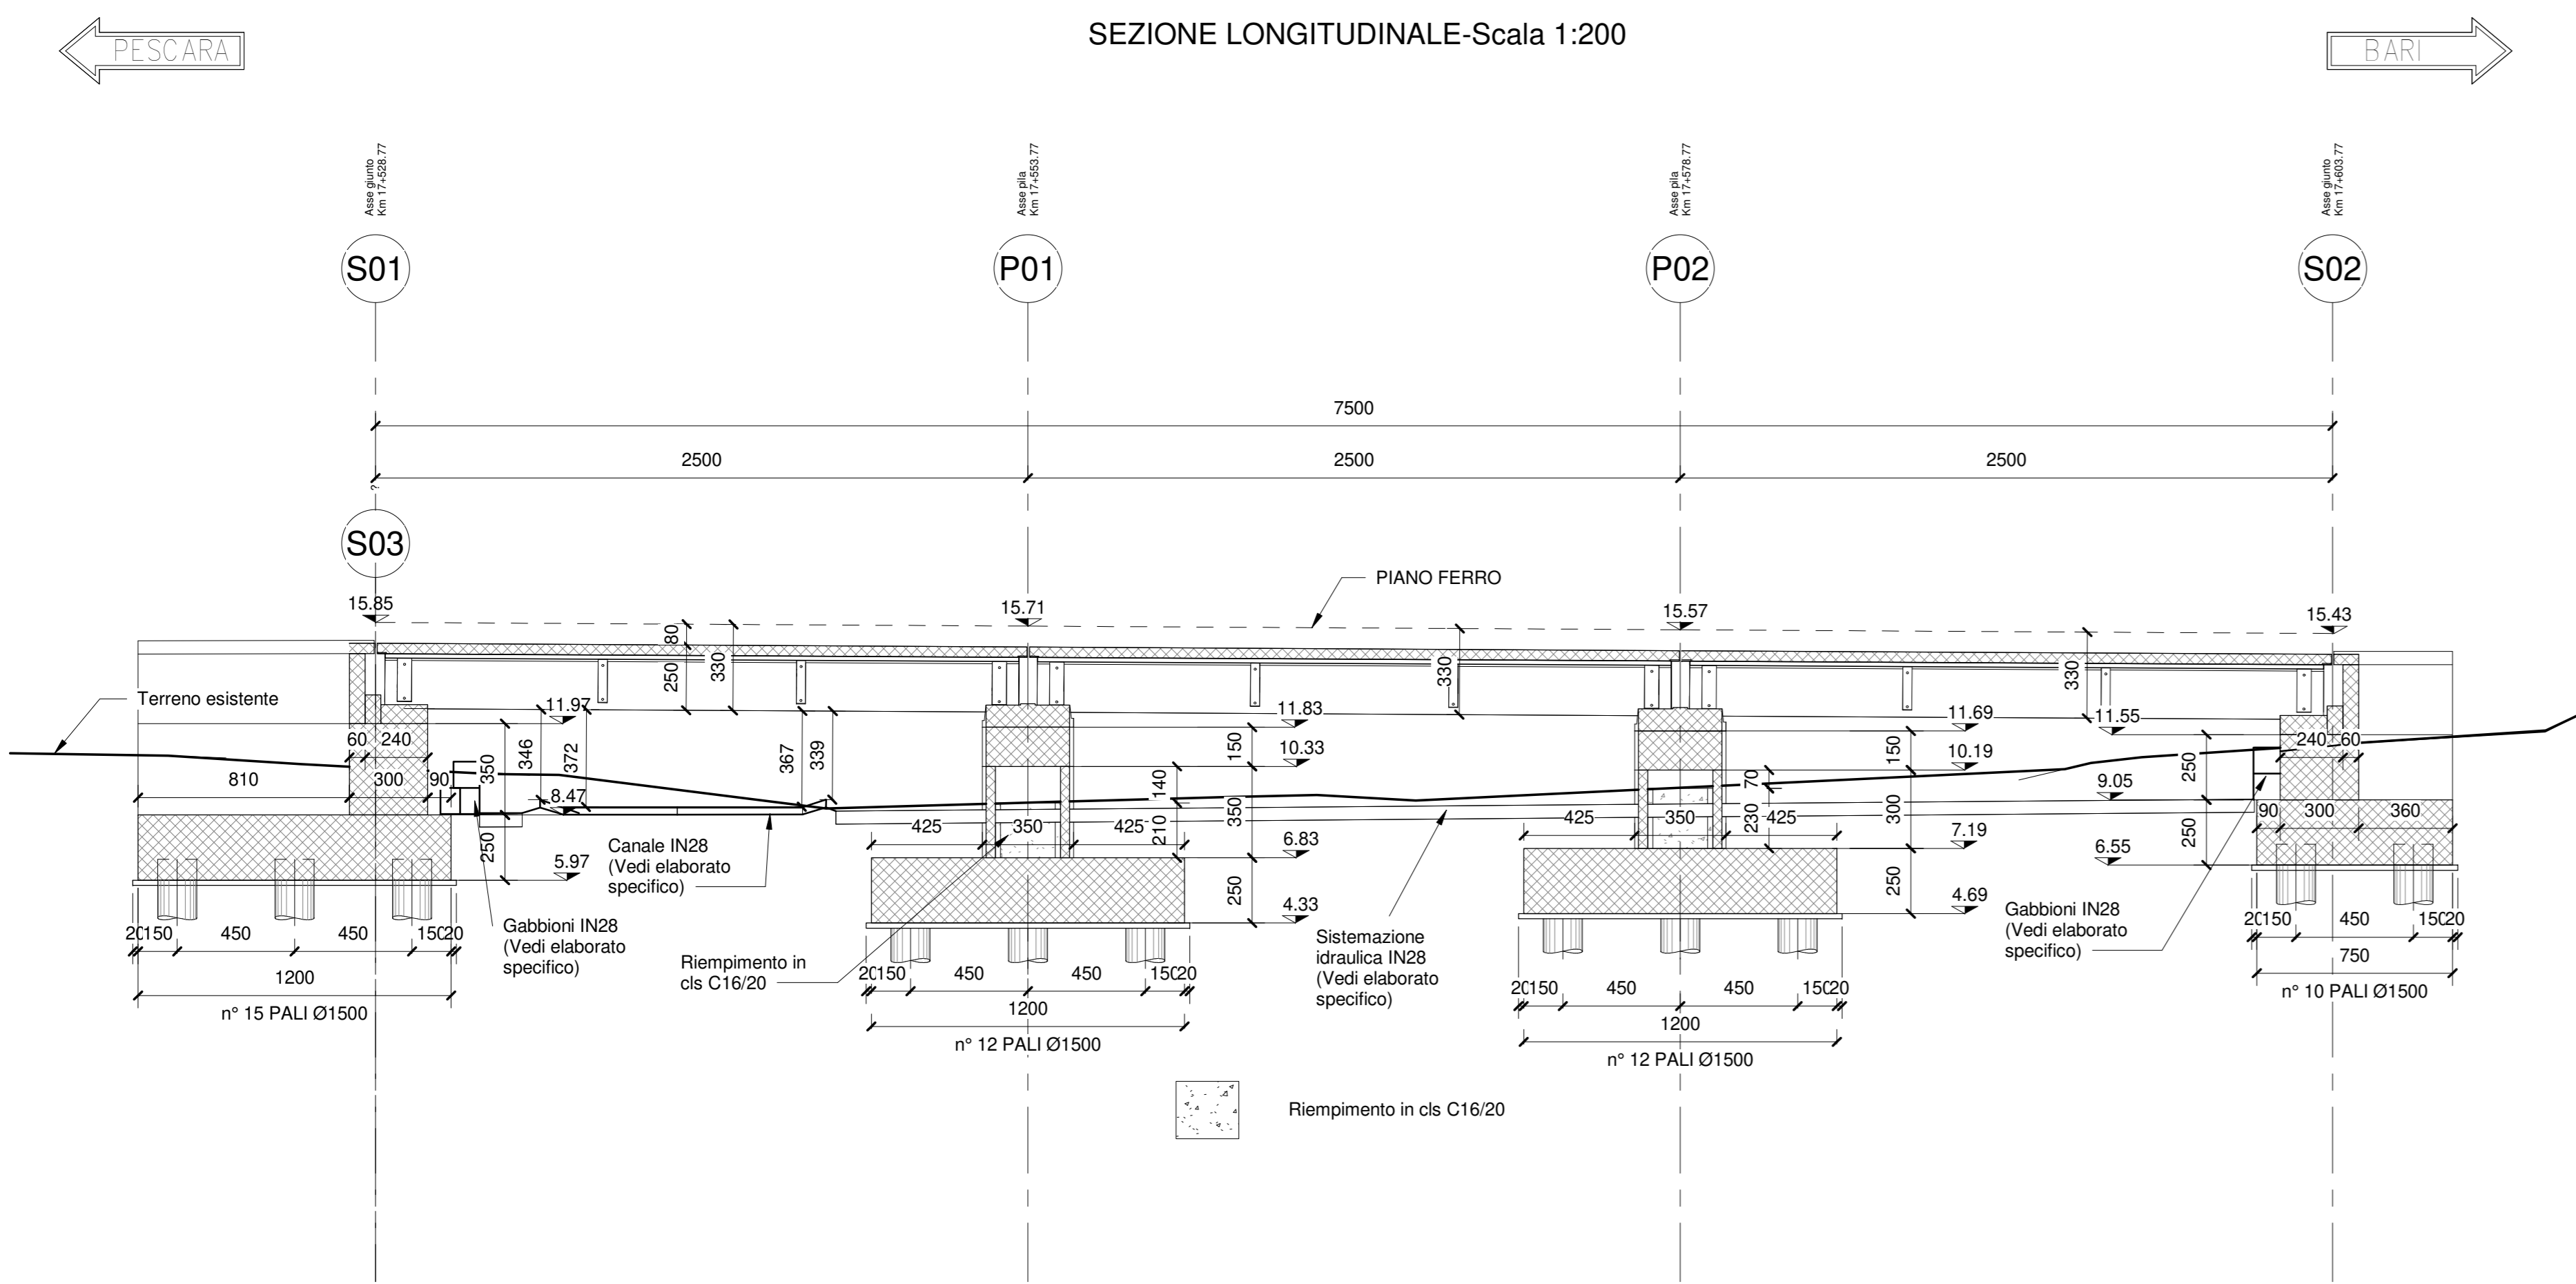 SEZIONE LONGITUDINALE-Scala 1:200
PESCARA
BARI
Asse giunto
Km 17+528.77
Asse pila
Km 17+553.77
Asse pila
Km 17+578.77
Asse giunto
Km 17+603.77
S01
P01
P02
S02
7500
2500
2500
2500
?
S03
PIANO FERRO
15.85
15.71
15.57
15.43
80
250
330
330
330
Terreno esistente
11.97
11.83
11.69
11.55
60
240
350
346
372
367
339
150
10.33
150
10.19
240
60
250
810
300
90
8.47
140
350
210
70
300
230
9.05
425
350
425
425
350
425
90
300
360
250
Canale IN28
(Vedi elaborato
specifico)
6.83
7.19
6.55
250
5.97
250
4.33
250
4.69
Gabbioni IN28
(Vedi elaborato
specifico)
Gabbioni IN28
(Vedi elaborato
specifico)
Riempimento in
cls C16/20
Sistemazione
idraulica IN28
(Vedi elaborato
specifico)
20
150
450
450
150
20
1200
n° 15 PALI Ø1500
20
150
450
450
150
20
1200
n° 12 PALI Ø1500
20
150
450
450
150
20
1200
n° 12 PALI Ø1500
20
150
450
150
20
750
n° 10 PALI Ø1500
Riempimento in cls C16/20